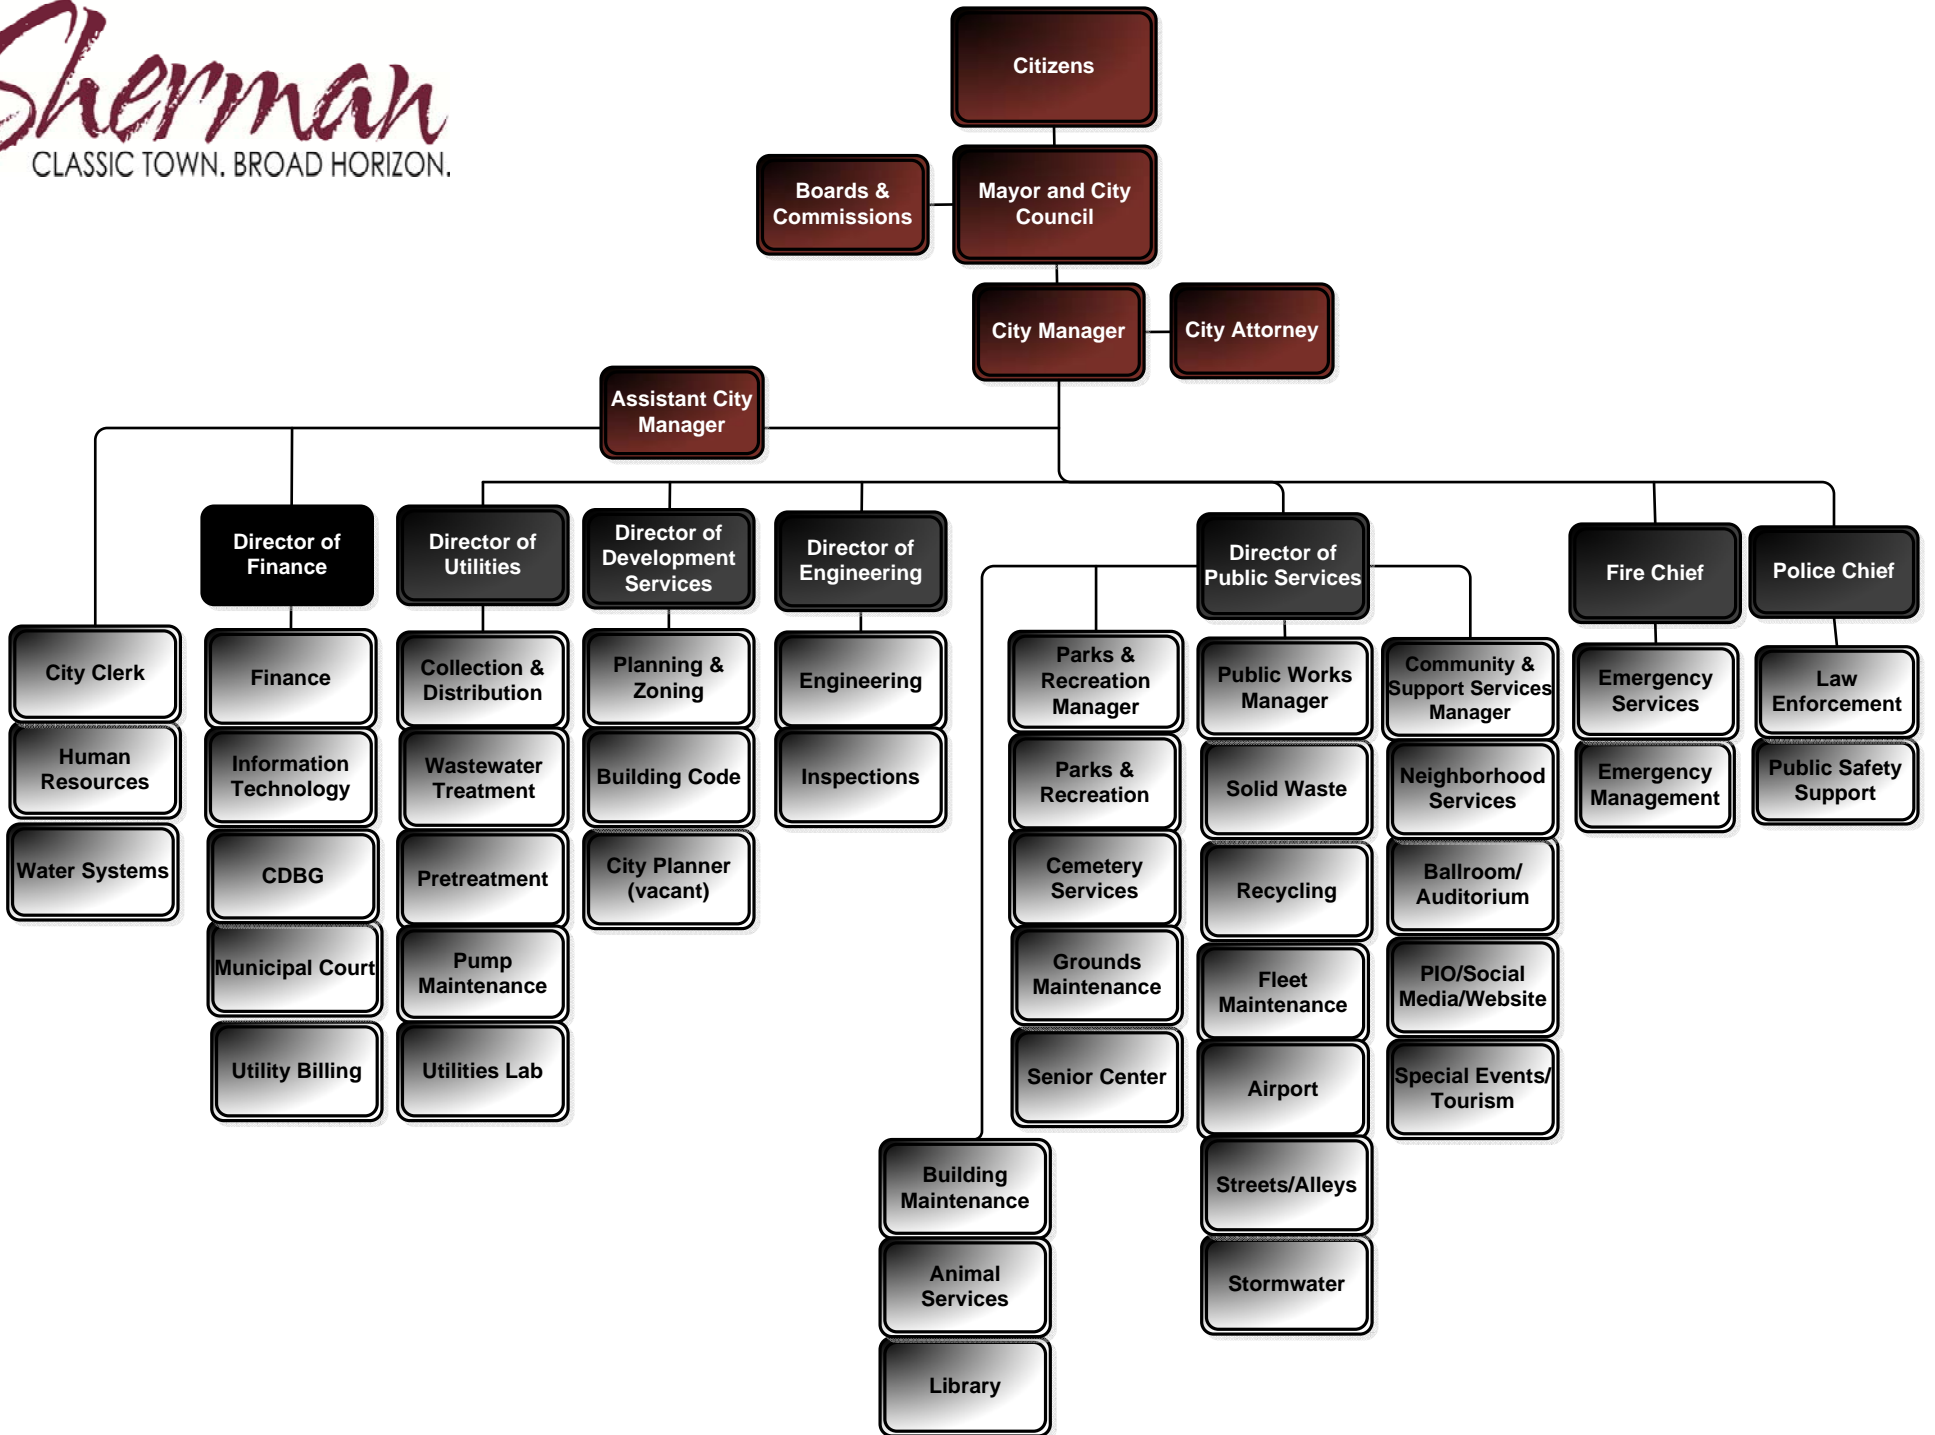 Sherman
CLASSIC TOWN. BROAD HORIZON.
Citizens
Boards &
Commissions
Mayor and City
Council
City Manager
City Attorney
Assistant City
Manager
Director of
Finance
Director of
Utilities
Director of
Development
Services
Director of
Engineering
Director of
Public Services
Fire Chief
Police Chief
City Clerk
Human
Resources
Water Systems
Finance
Information
Technology
CDBG
Municipal Court
Utility Billing
Collection &
Distribution
Wastewater
Treatment
Pretreatment
Pump
Maintenance
Utilities Lab
Planning &
Zoning
Building Code
City Planner
(vacant)
Engineering
Inspections
Building
Maintenance
Animal
Services
Library
Parks &
Recreation
Manager
Parks &
Recreation
Cemetery
Services
Grounds
Maintenance
Senior Center
Public Works
Manager
Solid Waste
Recycling
Fleet
Maintenance
Airport
Streets/Alleys
Stormwater
Community &
Support Services
Manager
Neighborhood
Services
Ballroom/
Auditorium
PIO/Social
Media/Website
Special Events/
Tourism
Emergency
Services
Emergency
Management
Law
Enforcement
Public Safety
Support